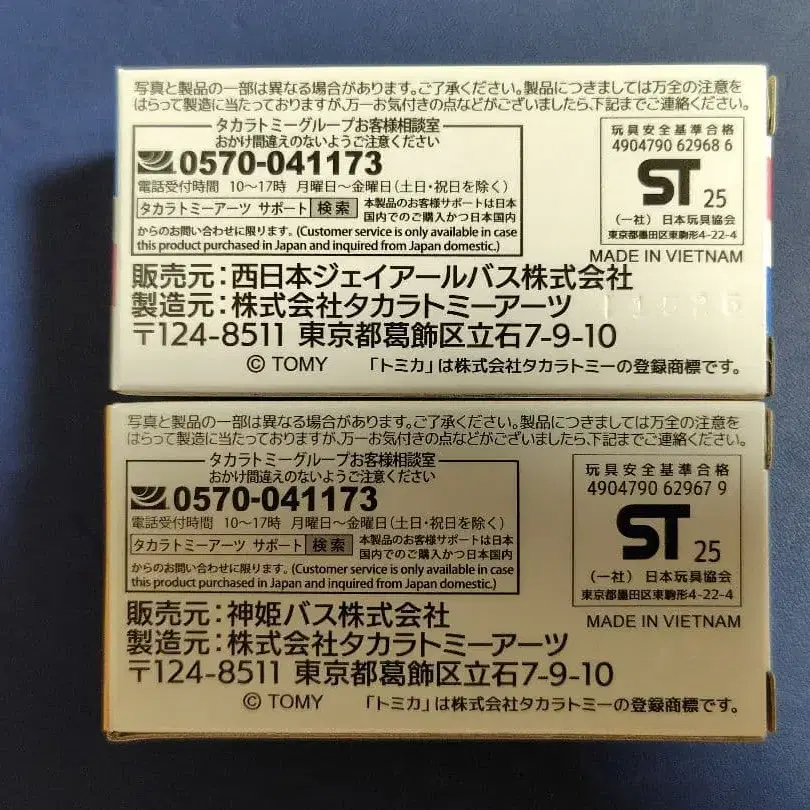 写真と製品の一部は異なる場合があります。ご了承ください。製品につきましては万全の注意を
はらって製造に当たっておりますが、万一お気付きの点などがございましたら、下記までご連絡ください。
タカラトミーグループお客様相談室
おかけ間違えのないようご注意ください
0570-041173
電話受付時間 10～17時 月曜日～金曜日(土日・祝日を除く)
タカラトミーアーツ サポート 検索 本製品のお客様サポートは日本
国内でのご購入かつ日本国内
からのお問い合わせに限ります。(Customer service is only available in case
this product purchased in Japan and inquired from Japan domestic.)
玩具安全基準合格
4904790 62968 6
ST 25
(一社) 日本玩具協会
東京都墨田区東駒形4-22-4
MADE IN VIETNAM
販売元：西日本ジェイアールバス株式会社
製造元：株式会社タカラトミーアーツ
〒124-8511 東京都葛飾区立石7-9-10
© TOMY 「トミカ」は株式会社タカラトミーの登録商標です。
写真と製品の一部は異なる場合があります。ご了承ください。製品につきましては万全の注意を
はらって製造に当たっておりますが、万一お気付きの点などがございましたら、下記までご連絡ください。
タカラトミーグループお客様相談室
おかけ間違えのないようご注意ください
0570-041173
電話受付時間 10～17時 月曜日～金曜日(土日・祝日を除く)
タカラトミーアーツ サポート 検索 本製品のお客様サポートは日本
国内でのご購入かつ日本国内
からのお問い合わせに限ります。(Customer service is only available in case
this product purchased in Japan and inquired from Japan domestic.)
玩具安全基準合格
4904790 62967 9
ST 25
(一社) 日本玩具協会
東京都墨田区東駒形4-22-4
MADE IN VIETNAM
販売元：神姫バス株式会社
製造元：株式会社タカラトミーアーツ
〒124-8511 東京都葛飾区立石7-9-10
© TOMY 「トミカ」は株式会社タカラトミーの登録商標です。